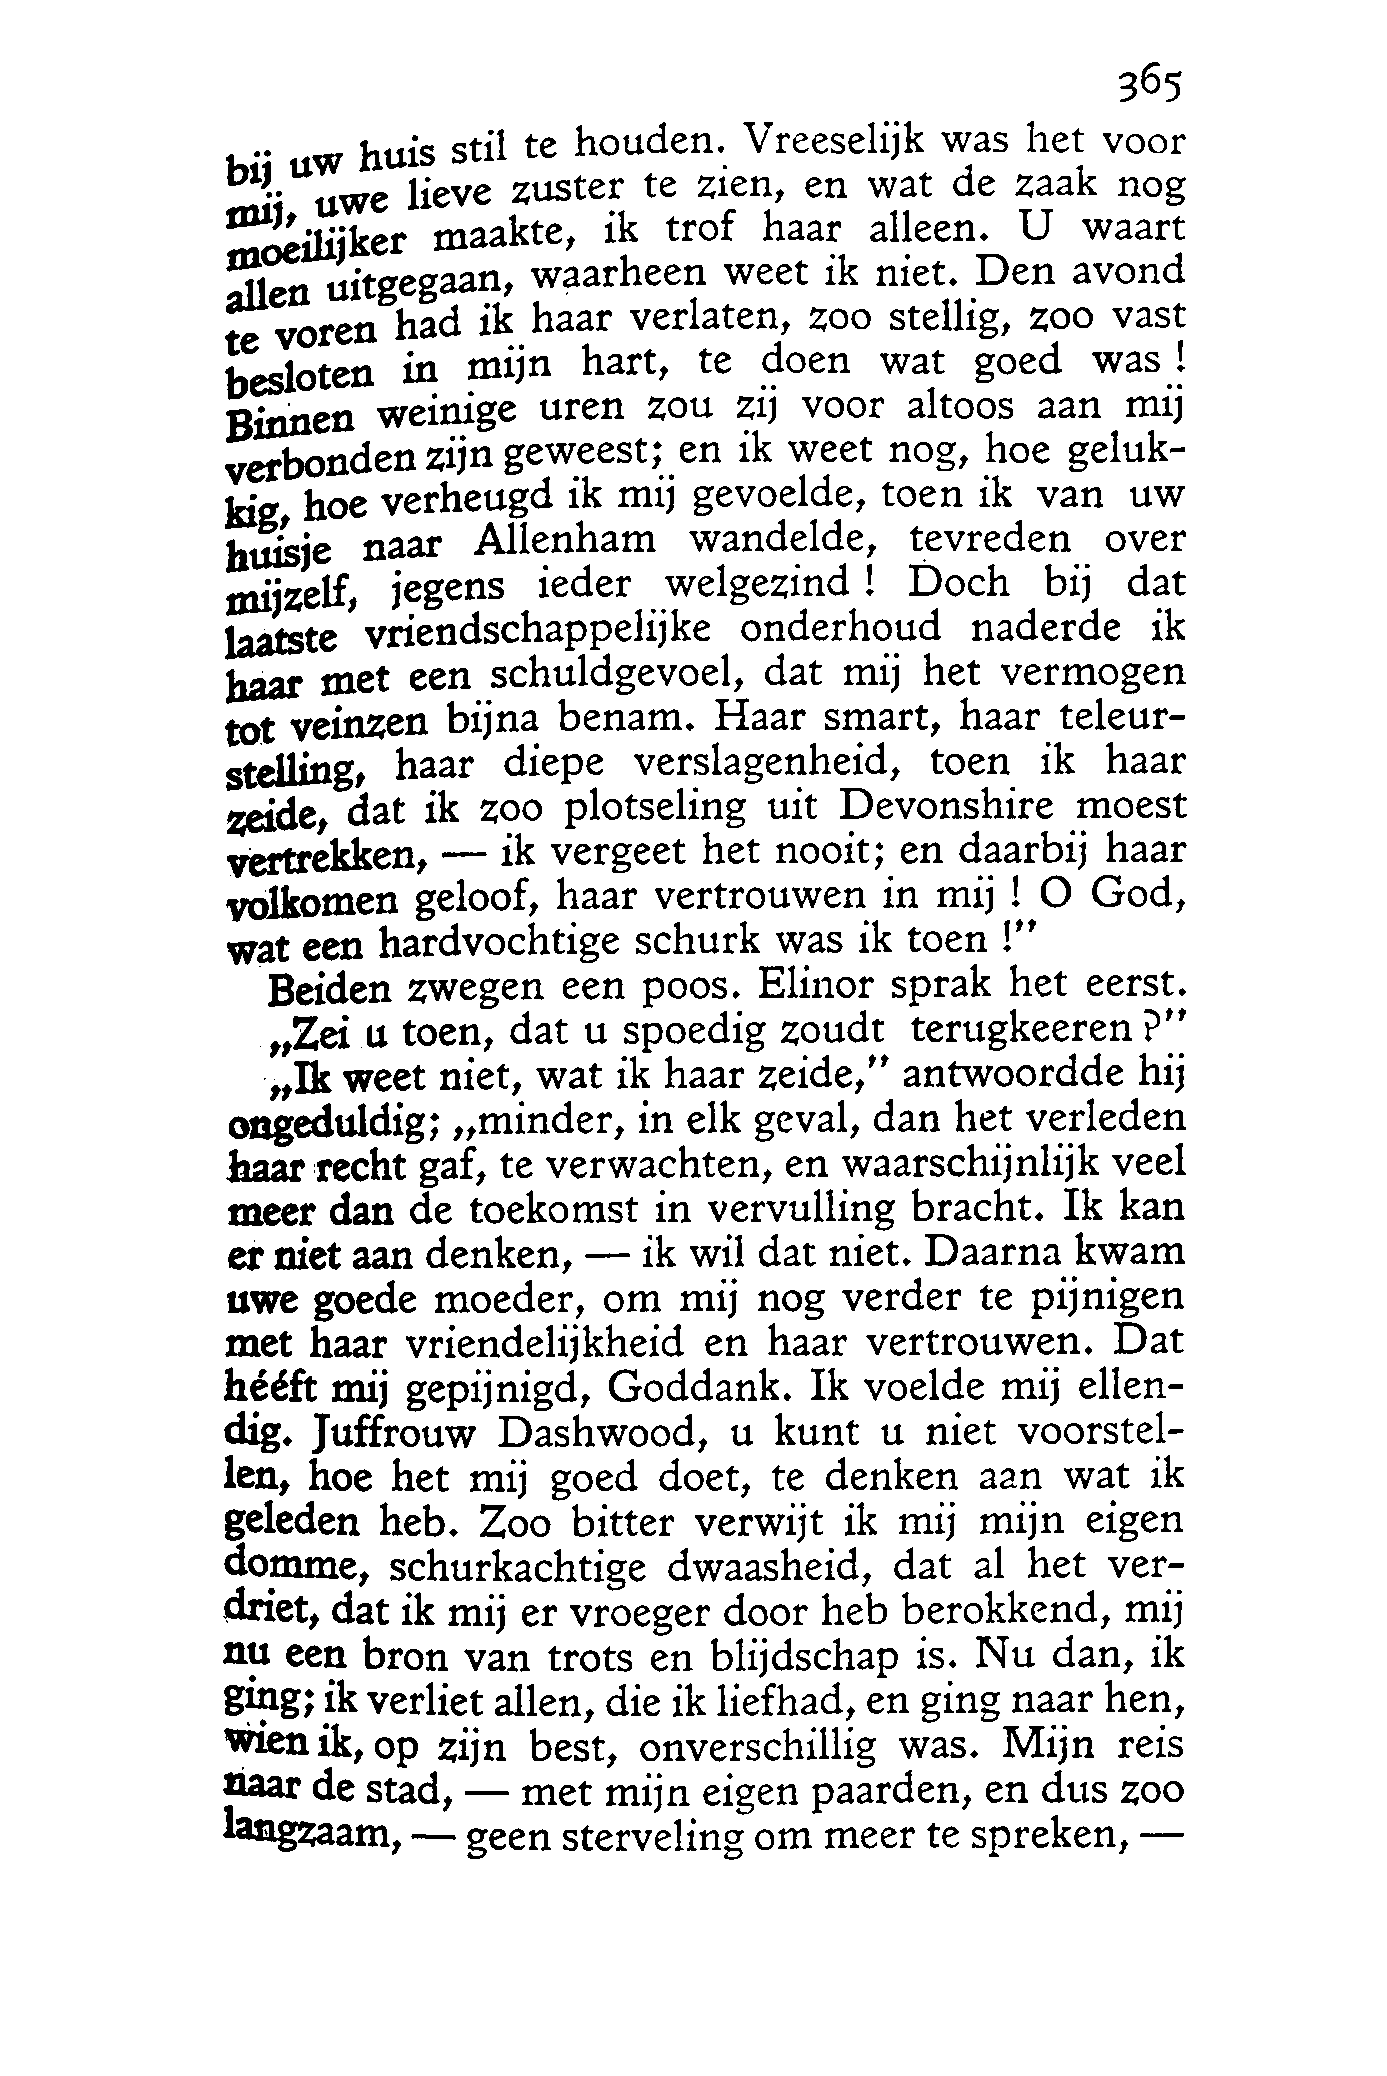 365
bij uw huis stil te houden. Vreeselijk was het voor
mij, uwe lieve zuster te zien, en wat de zaak nog
moeilijker maakte, ik trof haar alleen. U waart
allen uitgegaan, waarheen weet ik niet. Den avond
te voren had ik haar verlaten, zoo stellig, zoo vast
besloten in mijn hart, te doen wat goed was !
Binnen weinige uren zou zij voor altoos aan mij
verbonden zijn geweest; en ik weet nog, hoe geluk-
kig, hoe verheugd ik mij gevoelde, toen ik van uw
huisje naar Allenham wandelde, tevreden over
mijzelf, jegens ieder welgezind ! Doch bij dat
laatste vriendschappelijke onderhoud naderde ik
haar met een schuldgevoel, dat mij het vermogen
tot veinzen bijna benam. Haar smart, haar teleur-
stelling, haar diepe verslagenheid, toen ik haar
zeide, dat ik zoo plotseling uit Devonshire moest
vertrekken, — ik vergeet het nooit; en daarbij haar
volkomen geloof, haar vertrouwen in mij ! O God,
wat een hardvochtige schurk was ik toen !”
Beiden zwegen een poos. Elinor sprak het eerst.
„Zei u toen, dat u spoedig zoudt terugkeeren ?”
„Ik weet niet, wat ik haar zeide,” antwoordde hij
ongeduldig; „minder, in elk geval, dan het verleden
haar recht gaf, te verwachten, en waarschijnlijk veel
meer dan de toekomst in vervulling bracht. Ik kan
er niet aan denken, — ik wil dat niet. Daarna kwam
uwe goede moeder, om mij nog verder te pijnigen
met haar vriendelijkheid en haar vertrouwen. Dat
hééft mij gepijnigd, Goddank. Ik voelde mij ellen-
dig. Juffrouw Dashwood, u kunt u niet voorstel-
len, hoe het mij goed doet, te denken aan wat ik
geleden heb. Zoo bitter verwijt ik mij mijn eigen
domme, schurkachtige dwaasheid, dat al het ver-
driet, dat ik mij er vroeger door heb berokkend, mij
nu een bron van trots en blijdschap is. Nu dan, ik
ging; ik verliet allen, die ik liefhad, en ging naar hen,
wien ik, op zijn best, onverschillig was. Mijn reis
naar de stad, — met mijn eigen paarden, en dus zoo
langzaam, — geen sterveling om meer te spreken, —